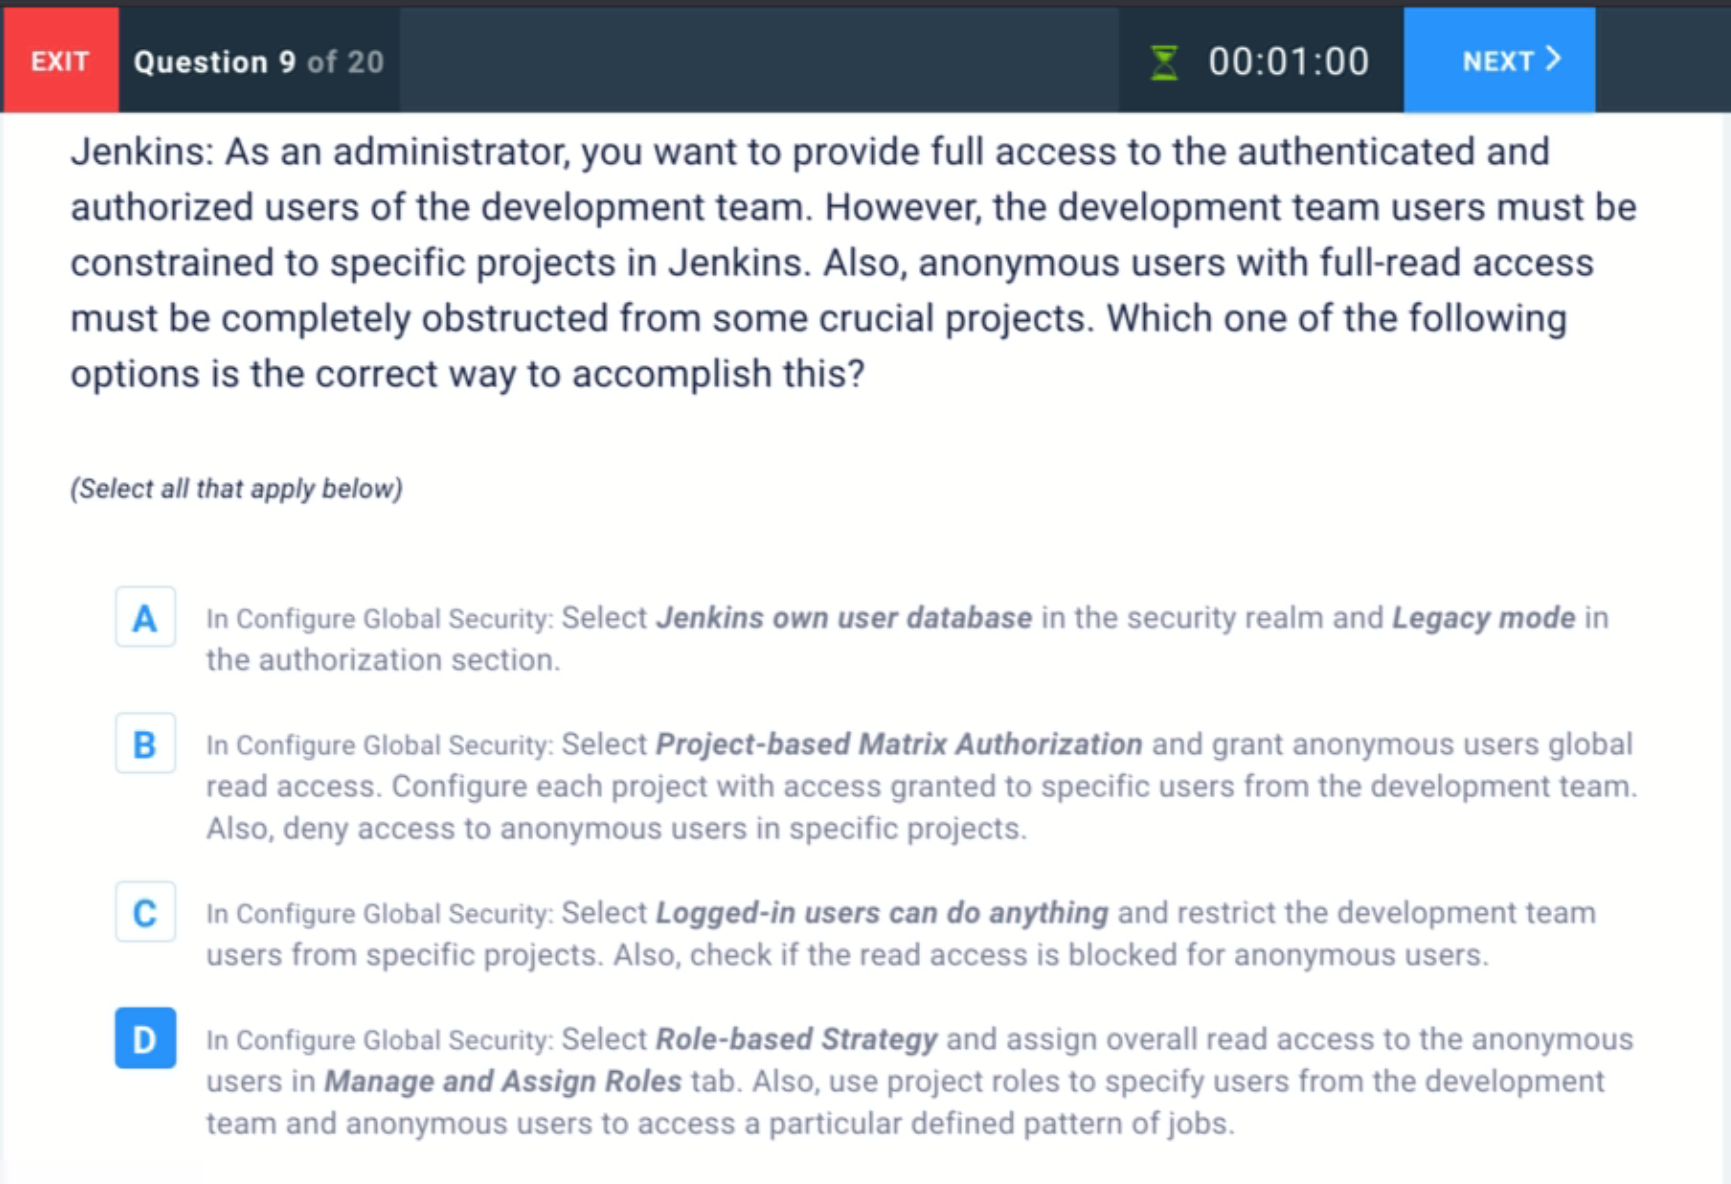 EXIT
Question 9 of 20
00:01:00
NEXT
Jenkins: As an administrator, you want to provide full access to the authenticated and
authorized users of the development team. However, the development team users must be
constrained to specific projects in Jenkins. Also, anonymous users with full-read access
must be completely obstructed from some crucial projects. Which one of the following
options is the correct way to accomplish this?
(Select all that apply below)
A
In Configure Global Security: Select Jenkins own user database in the security realm and Legacy mode in
the authorization section.
B
In Configure Global Security: Select Project-based Matrix Authorization and grant anonymous users global
read access. Configure each project with access granted to specific users from the development team.
Also, deny access to anonymous users in specific projects.
C
In Configure Global Security: Select Logged-in users can do anything and restrict the development team
users from specific projects. Also, check if the read access is blocked for anonymous users.
D
In Configure Global Security: Select Role-based Strategy and assign overall read access to the anonymous
users in Manage and Assign Roles tab. Also, use project roles to specify users from the development
team and anonymous users to access a particular defined pattern of jobs.